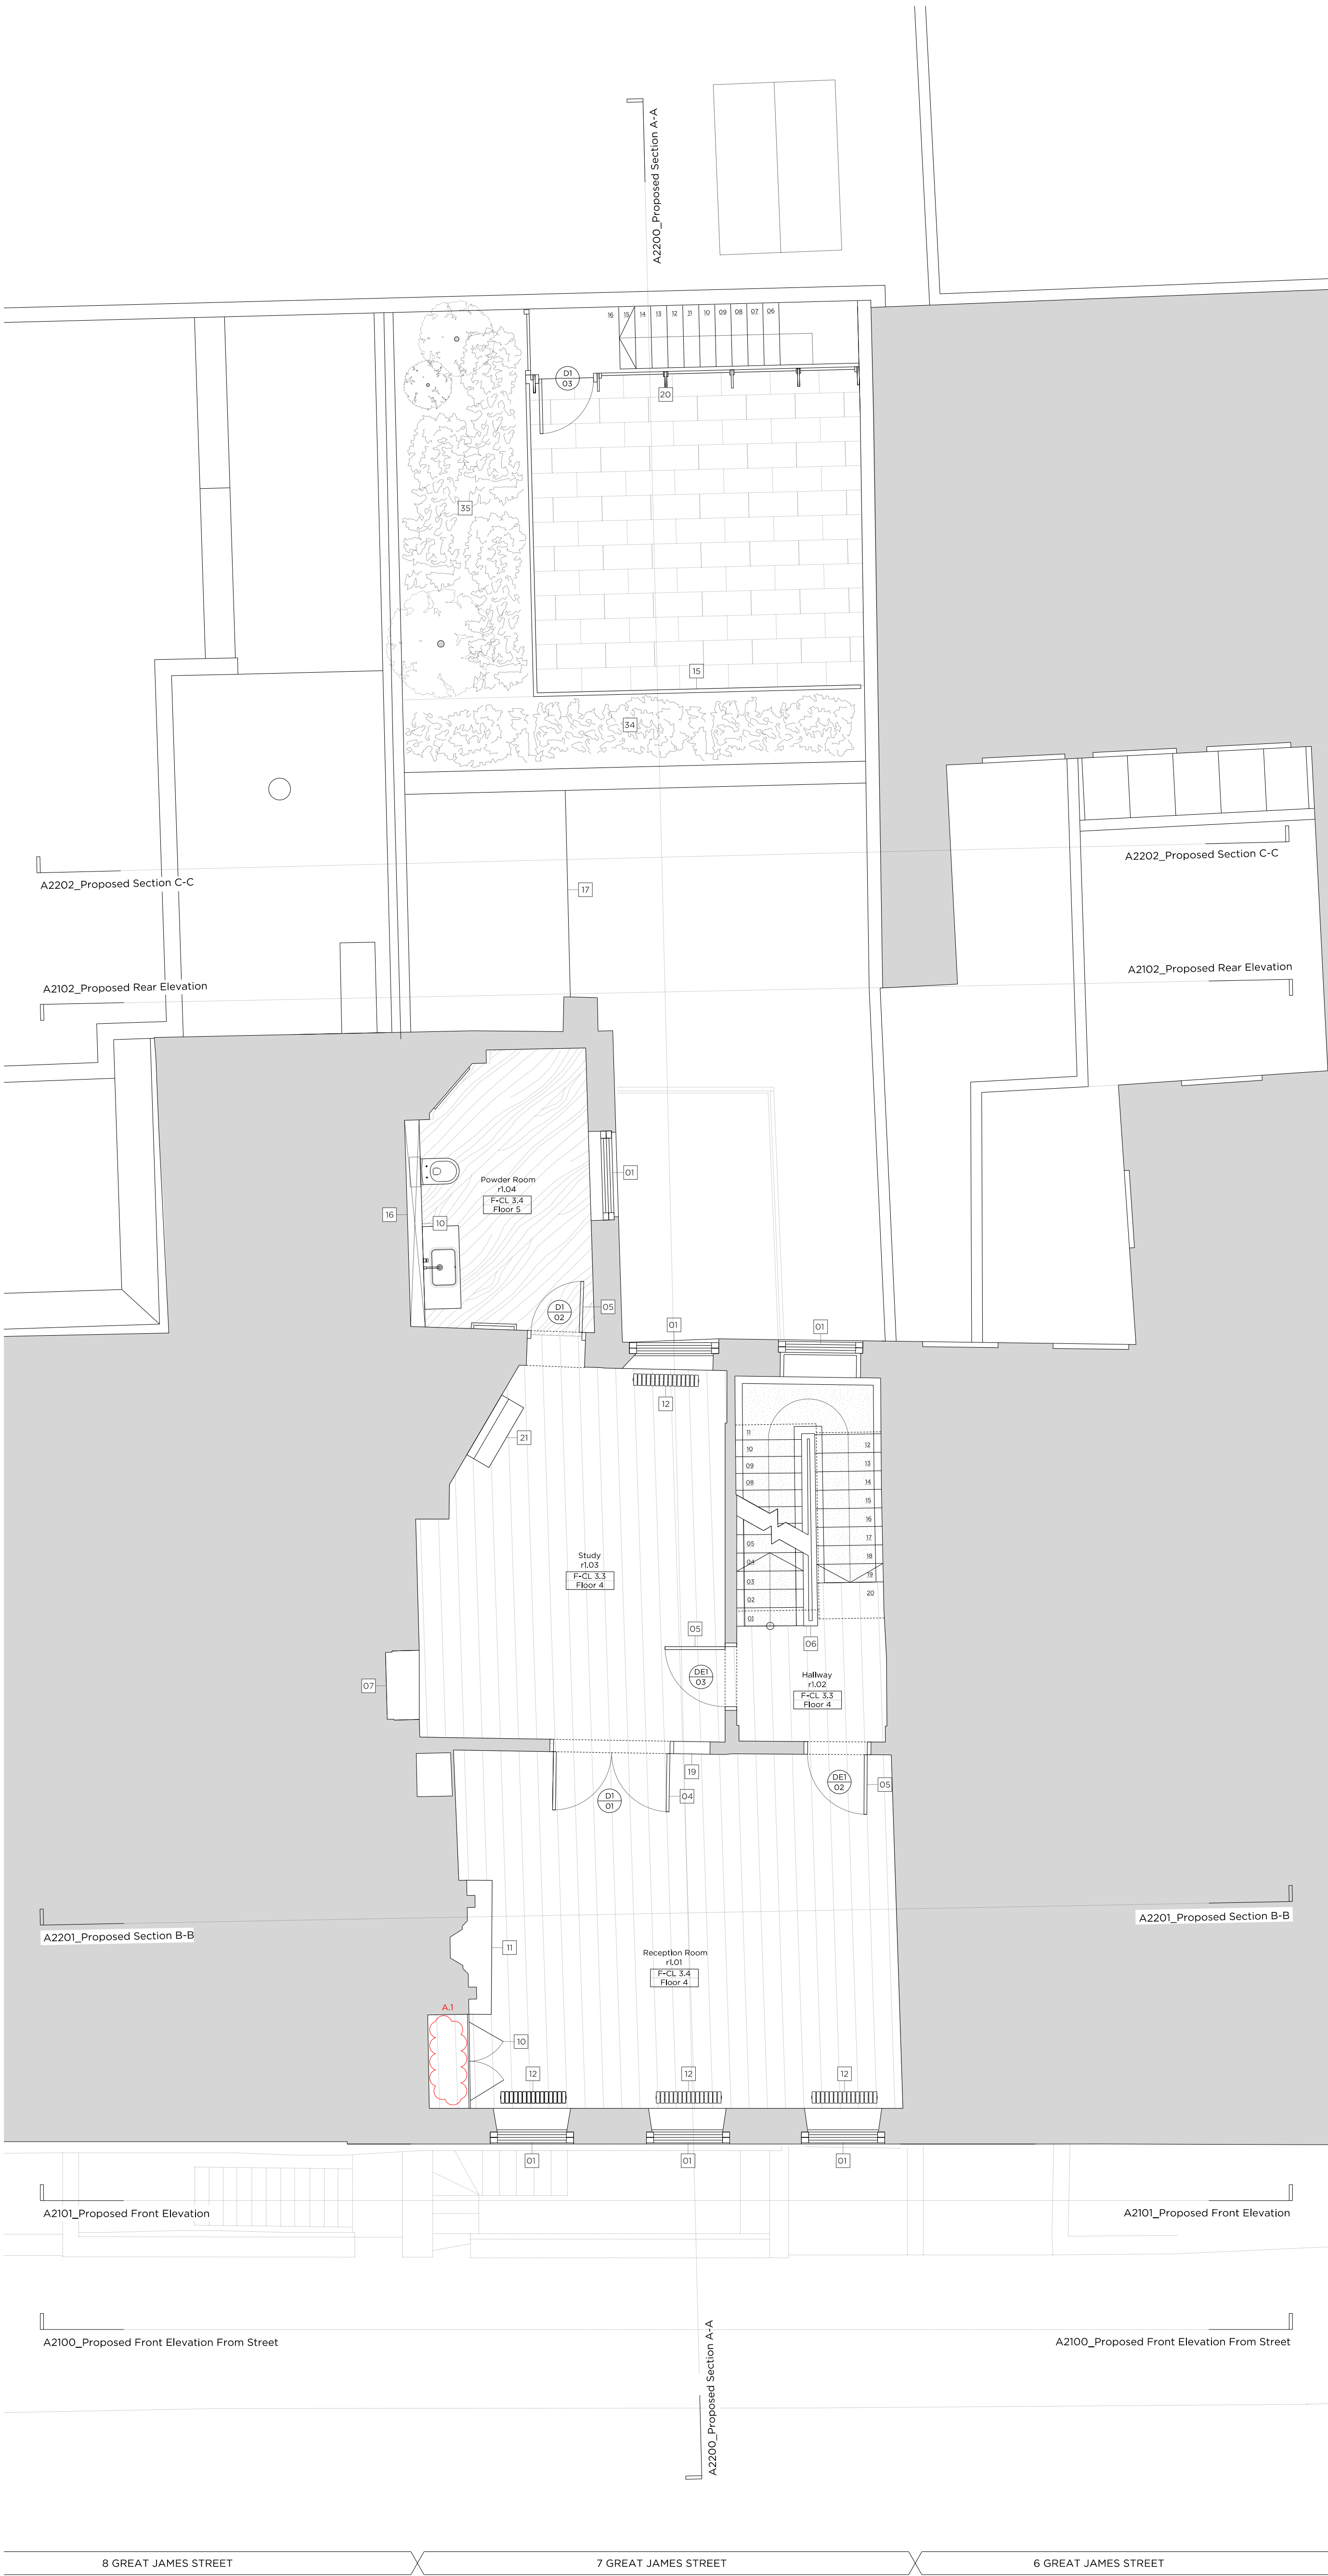 A2200_Proposed Section A-A
16 15 14 13 12 11 10 09 08 07 06
D1
03
20
35
15
34
A2202_Proposed Section C-C
A2202_Proposed Section C-C
17
A2102_Proposed Rear Elevation
A2102_Proposed Rear Elevation
01
Powder Room
r1.04
F-CL 3.4
Floor 5
16
10
D1
02
05
01
01
12
21
11
10
09
08
05
04
03
02
01
12
13
14
15
16
17
18
19
20
Study
r1.03
F-CL 3.3
Floor 4
05
06
DE1
03
Hallway
r1.02
F-CL 3.3
Floor 4
07
19
04
D1
01
DE1
02
05
A2201_Proposed Section B-B
A2201_Proposed Section B-B
11
Reception Room
r1.01
F-CL 3.4
Floor 4
A.1
10
12
12
12
01
01
01
A2101_Proposed Front Elevation
A2101_Proposed Front Elevation
A2100_Proposed Front Elevation From Street
A2100_Proposed Front Elevation From Street
A2200_Proposed Section A-A
8 GREAT JAMES STREET
7 GREAT JAMES STREET
6 GREAT JAMES STREET